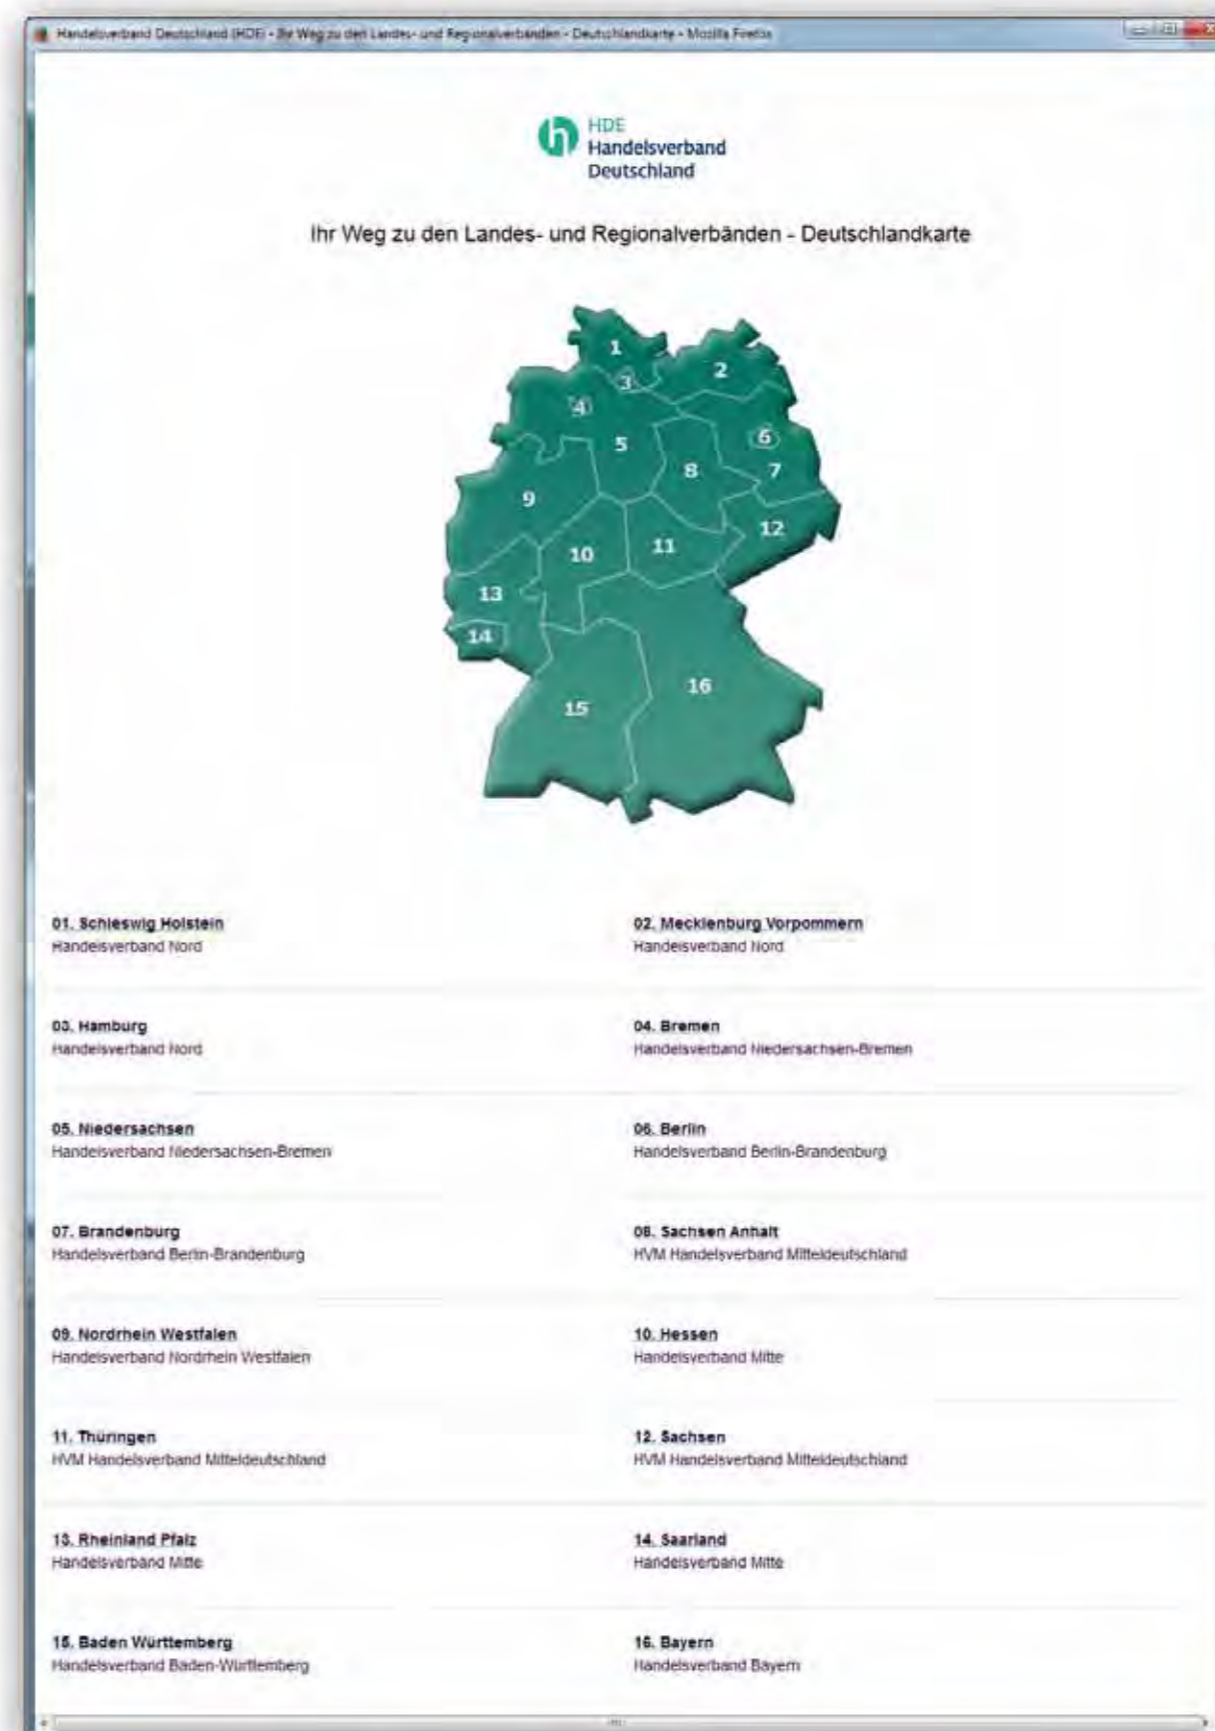 Handelsverband Deutschland (HDE) - Ihr Weg zu den Landes- und Regionalverbänden - Deutschlandkarte - Mozilla Firefox
HDE
Handelsverband
Deutschland
Ihr Weg zu den Landes- und Regionalverbänden - Deutschlandkarte
1
2
3
4
5
6
7
8
9
10
11
12
13
14
15
16
01. Schleswig Holstein
Handelsverband Nord
02. Mecklenburg Vorpommern
Handelsverband Nord
03. Hamburg
Handelsverband Nord
04. Bremen
Handelsverband Niedersachsen-Bremen
05. Niedersachsen
Handelsverband Niedersachsen-Bremen
06. Berlin
Handelsverband Berlin-Brandenburg
07. Brandenburg
Handelsverband Berlin-Brandenburg
08. Sachsen Anhalt
HVM Handelsverband Mitteldeutschland
09. Nordrhein Westfalen
Handelsverband Nordrhein Westfalen
10. Hessen
Handelsverband Mitte
11. Thüringen
HVM Handelsverband Mitteldeutschland
12. Sachsen
HVM Handelsverband Mitteldeutschland
13. Rheinland Pfalz
Handelsverband Mitte
14. Saarland
Handelsverband Mitte
15. Baden Württemberg
Handelsverband Baden-Württemberg
16. Bayern
Handelsverband Bayern